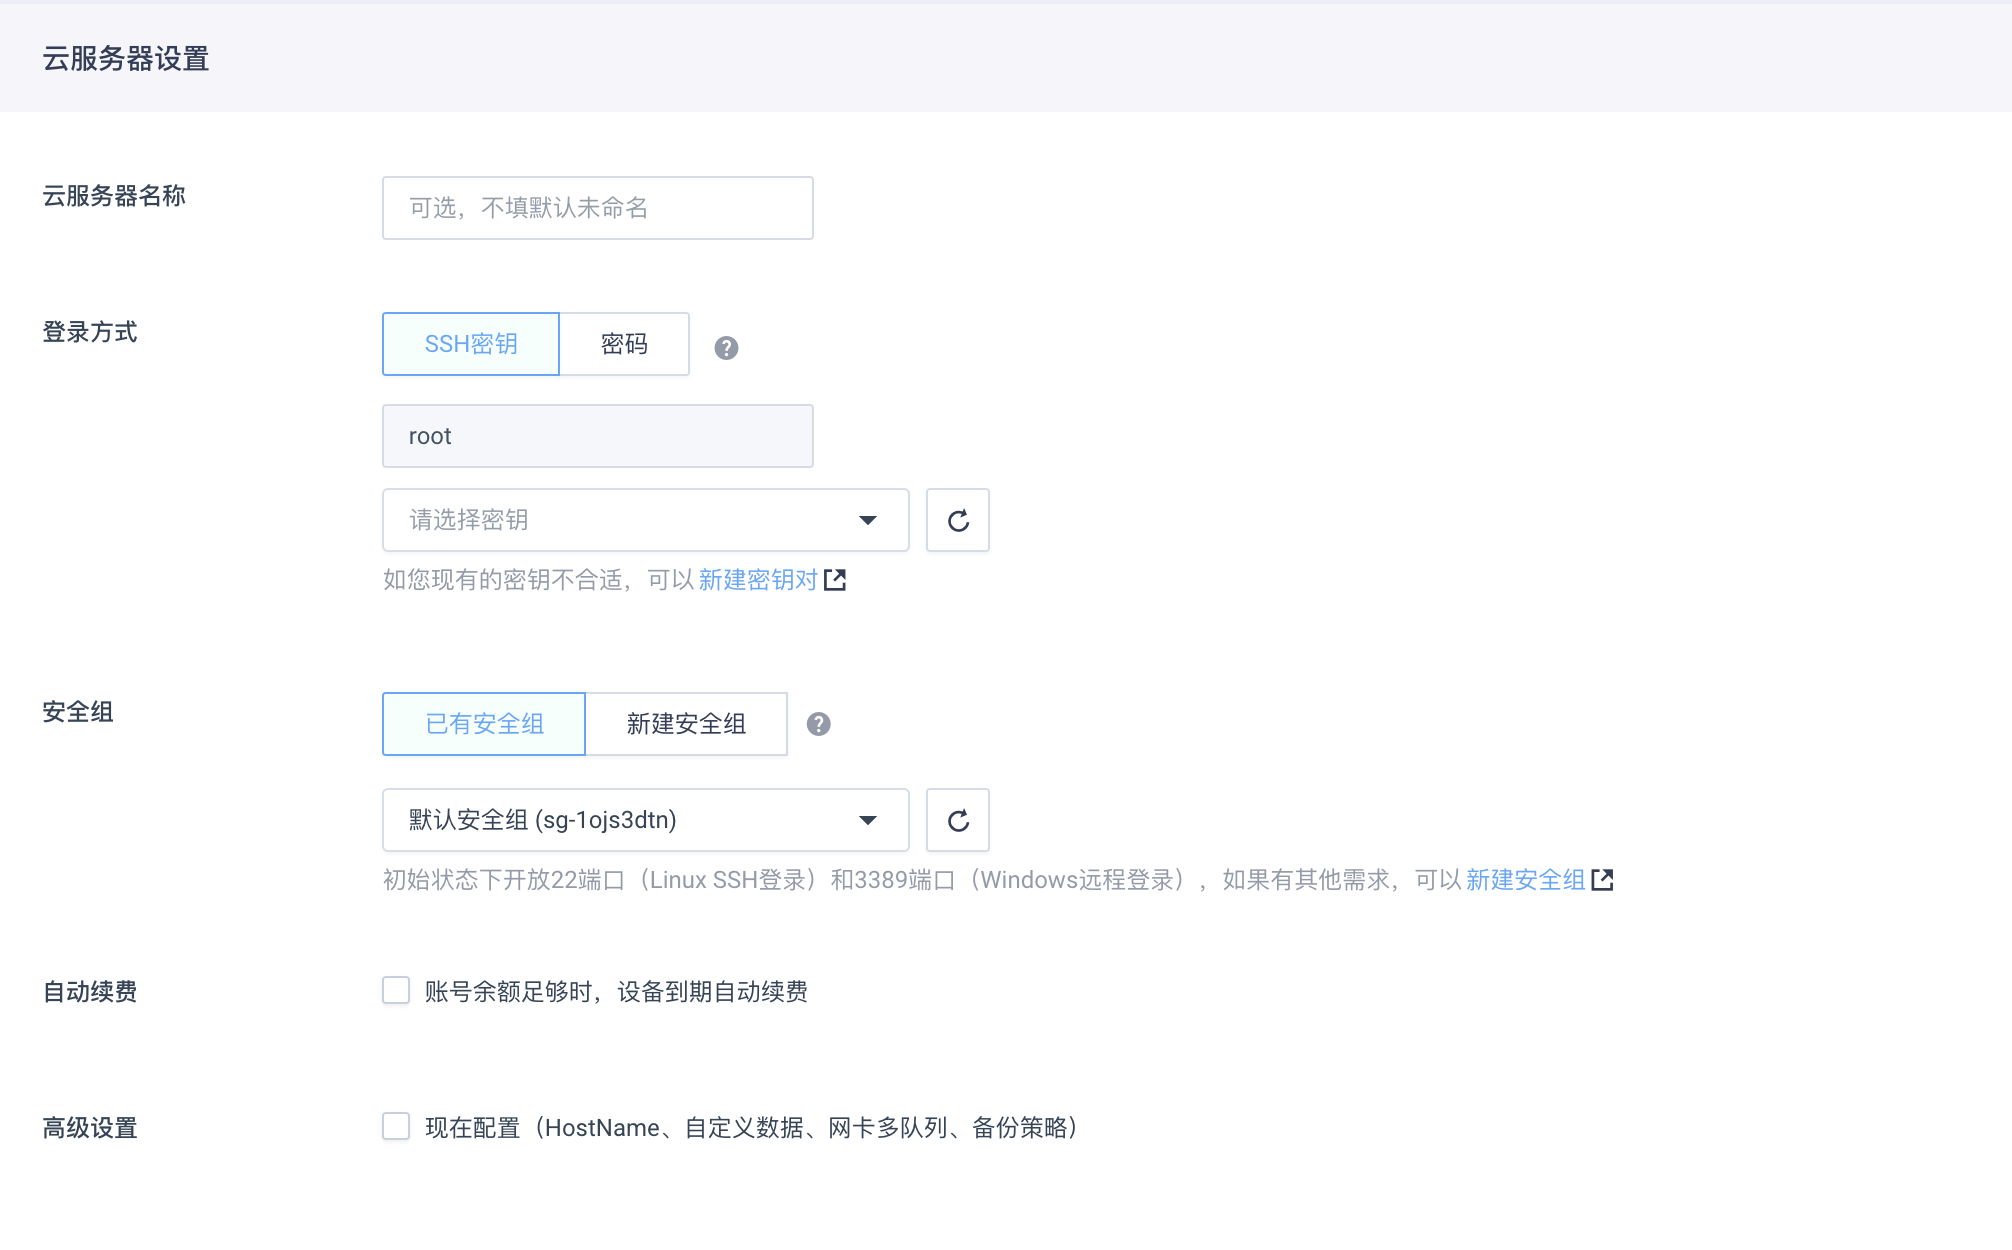 云服务器设置
云服务器名称
可选，不填默认未命名
登录方式
SSH密钥 密码
root
请选择密钥
如您现有的密钥不合适，可以 新建密钥对
安全组
已有安全组 新建安全组
默认安全组 (sg-1ojs3dtn)
初始状态下开放22端口（Linux SSH登录）和3389端口（Windows远程登录），如果有其他需求，可以 新建安全组
自动续费
账号余额足够时，设备到期自动续费
高级设置
现在配置（HostName、自定义数据、网卡多队列、备份策略）